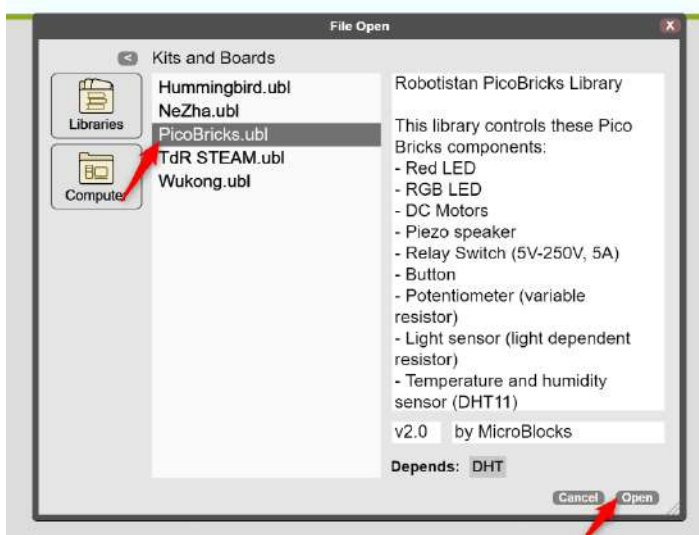 File Open
X
Kits and Boards
Libraries
Computer
Hummingbird.ubl
NeZha.ubl
PicoBricks.ubl
TdR STEAM.ubl
Wukong.ubl
Robotistan PicoBricks Library
This library controls these Pico
Bricks components:
- Red LED
- RGB LED
- DC Motors
- Piezo speaker
- Relay Switch (5V-250V, 5A)
- Button
- Potentiometer (variable
resistor)
- Light sensor (light dependent
resistor)
- Temperature and humidity
sensor (DHT11)
v2.0 by MicroBlocks
Depends: DHT
Cancel Open